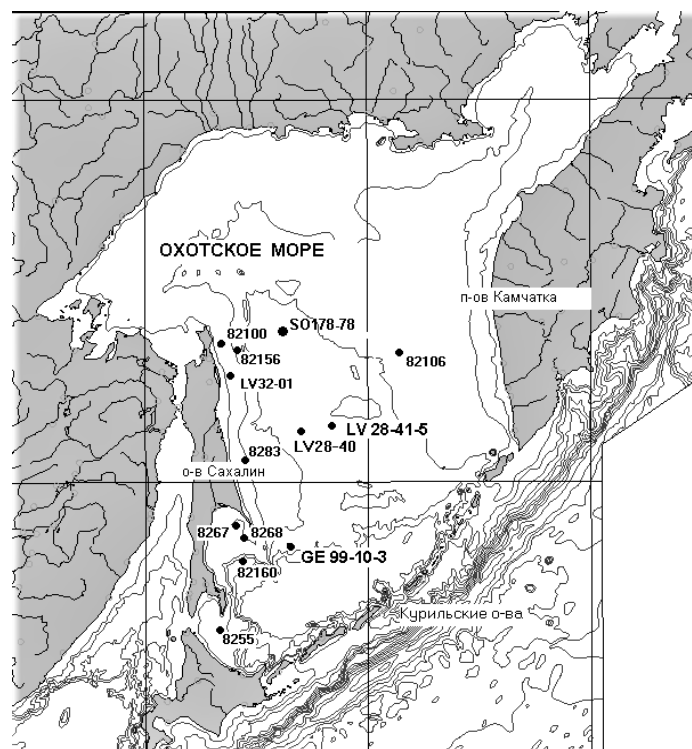 ОХОТСКОЕ МОРЕ
п-ов Камчатка
SO178-78
82100
82156
82106
LV32-01
LV 28-41-5
LV28-40
8283
о-в Сахалин
8267
8268
GE 99-10-3
82160
Курильские о-ва
8255